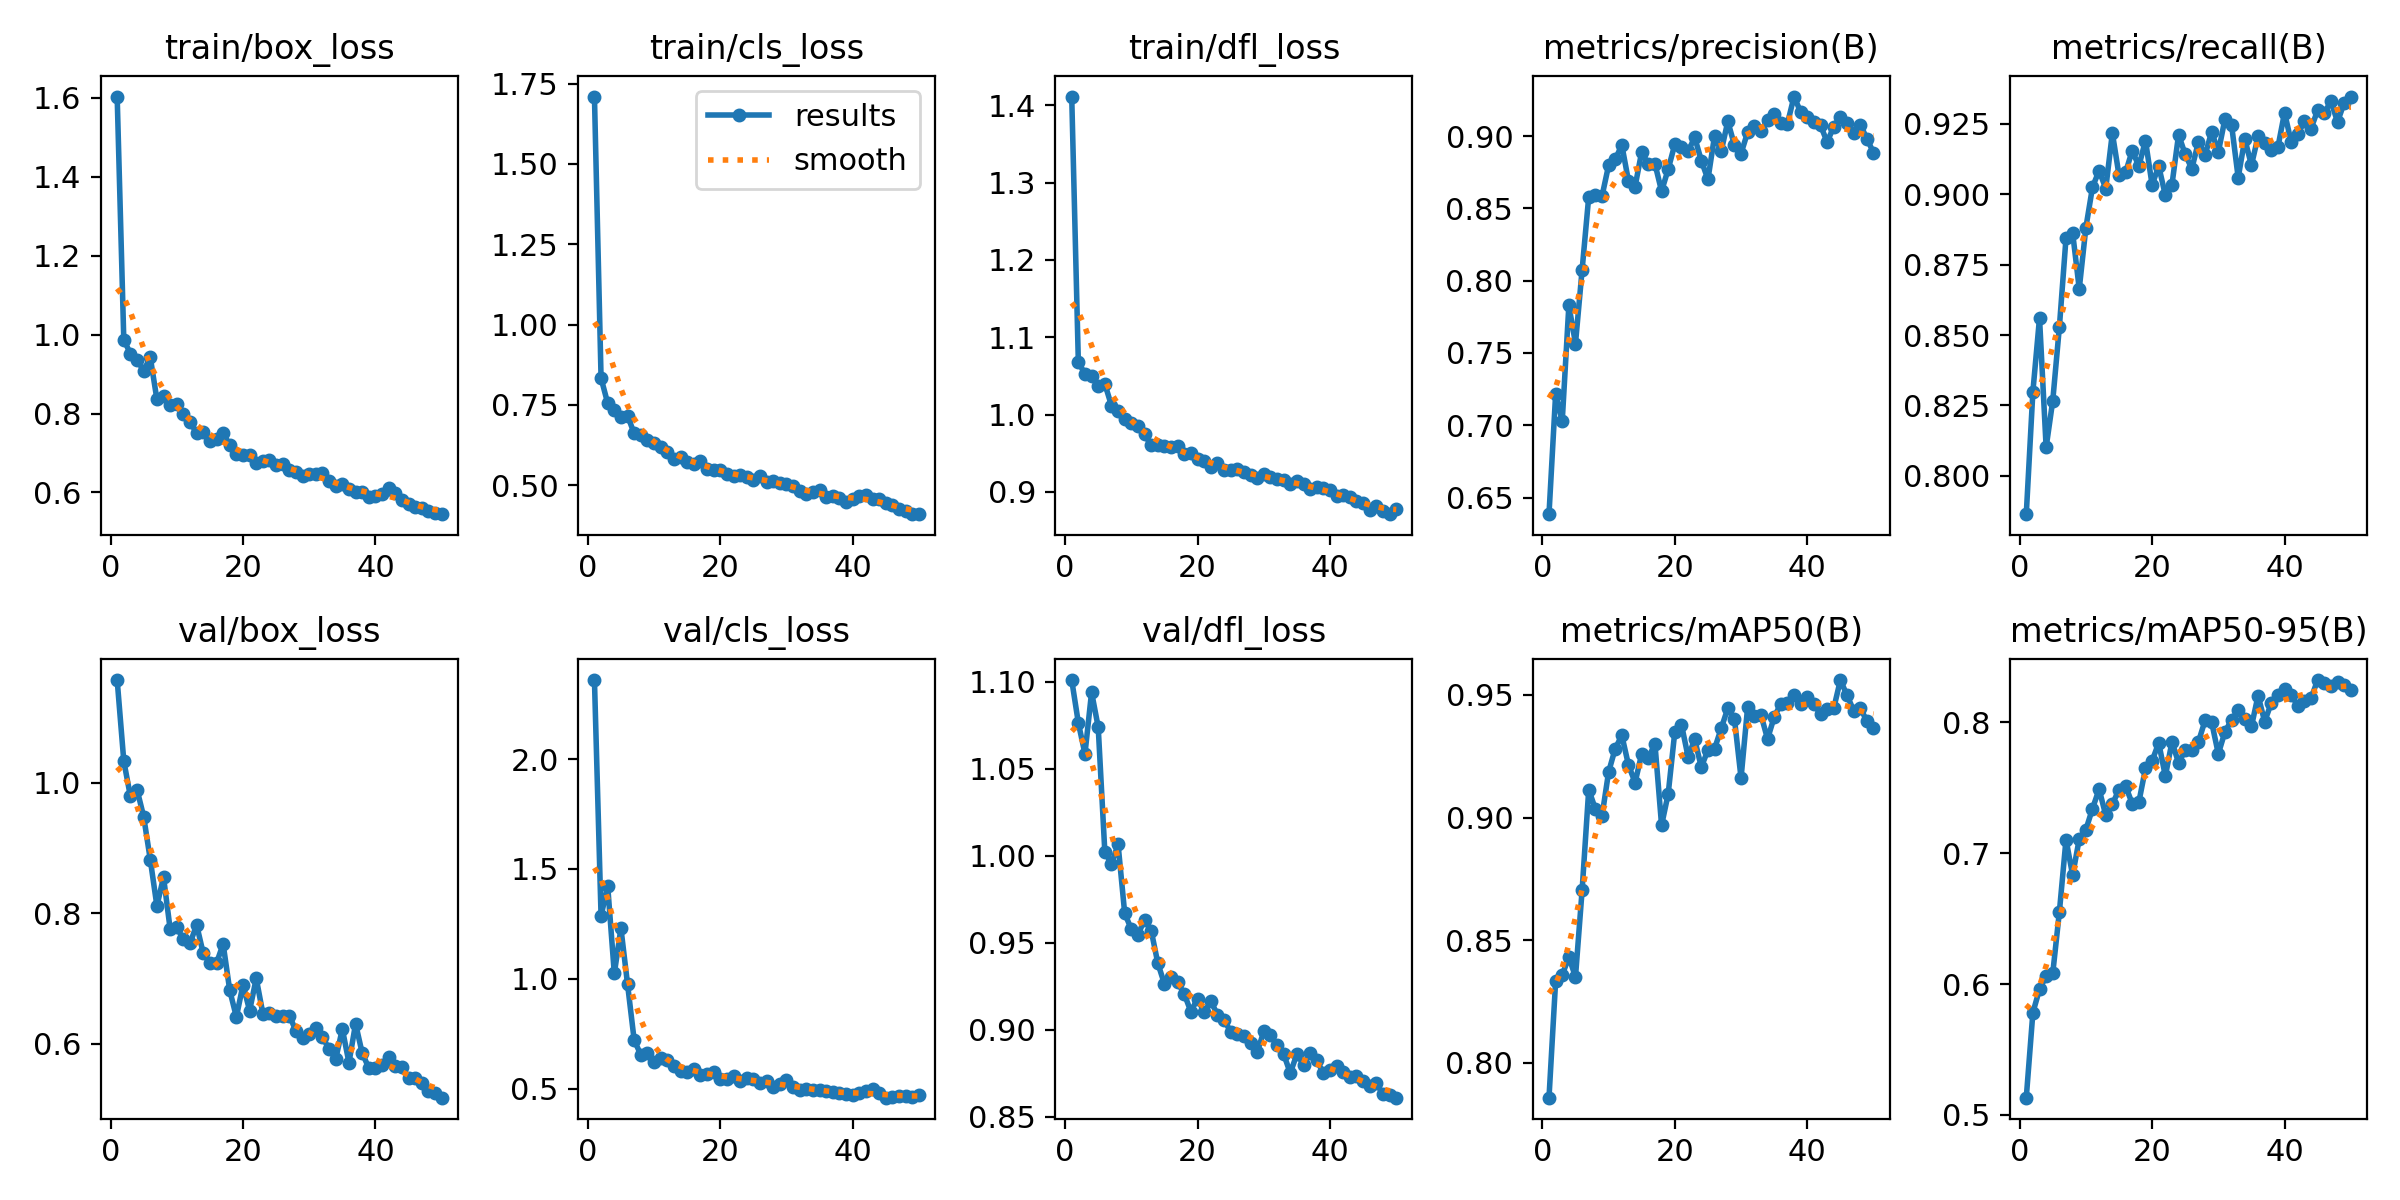 train/box_loss
1.6
1.4
1.2
1.0
0.8
0.6
0 20 40
train/cls_loss
results
smooth
1.75
1.50
1.25
1.00
0.75
0.50
0 20 40
train/dfl_loss
1.4
1.3
1.2
1.1
1.0
0.9
0 20 40
metrics/precision(B)
0.90
0.85
0.80
0.75
0.70
0.65
0 20 40
metrics/recall(B)
0.925
0.900
0.875
0.850
0.825
0.800
0 20 40
val/box_loss
1.0
0.8
0.6
0 20 40
val/cls_loss
2.0
1.5
1.0
0.5
0 20 40
val/dfl_loss
1.10
1.05
1.00
0.95
0.90
0.85
0 20 40
metrics/mAP50(B)
0.95
0.90
0.85
0.80
0 20 40
metrics/mAP50-95(B)
0.8
0.7
0.6
0.5
0 20 40